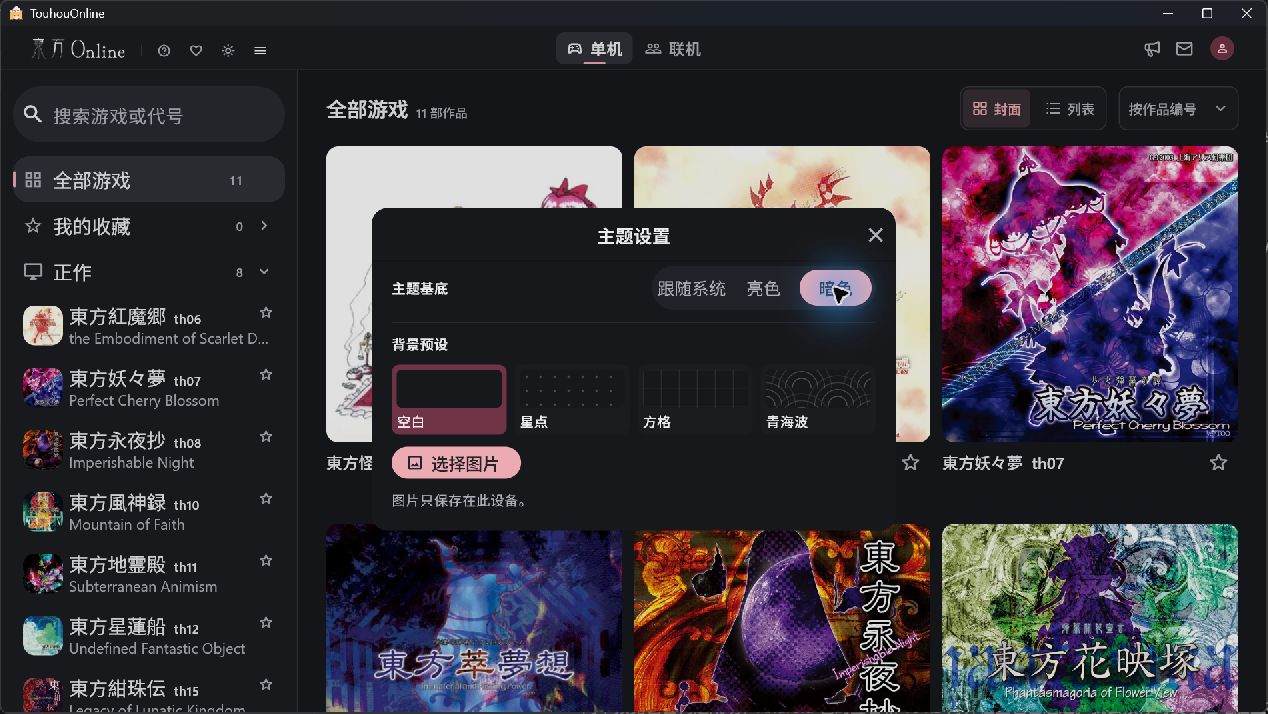 TouhouOnline
東方Online
单机
联机
搜索游戏或代号
全部游戏 11
我的收藏 0
正作 8
東方紅魔郷 th06
the Embodiment of Scarlet D...
東方妖々夢 th07
Perfect Cherry Blossom
東方永夜抄 th08
Imperishable Night
東方風神録 th10
Mountain of Faith
東方地霊殿 th11
Subterranean Animism
東方星蓮船 th12
Undefined Fantastic Object
東方紺珠伝 th15
Legacy of Lunatic Kingdom
全部游戏 11 部作品
封面
列表
按作品编号
主题设置
主题基底
跟随系统
亮色
暗色
背景预设
空白
星点
方格
青海波
选择图片
图片只保存在此设备。
東方妖々夢
Perfect Cherry Blossom
東方怪
東方妖々夢 th07
東方萃夢想
東方永夜抄
Imperishable Night
東方花映塚
Phantasmagoria of Flower View